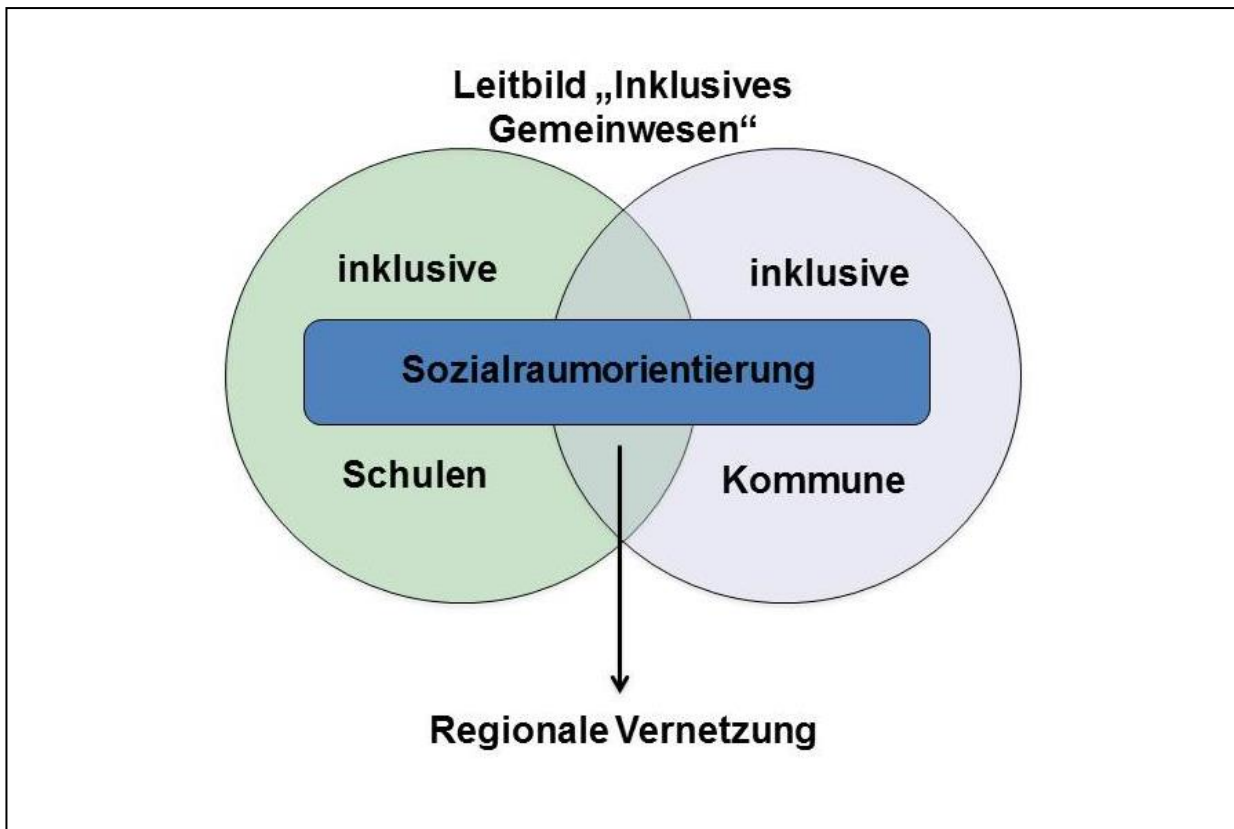 Leitbild „Inklusives
Gemeinwesen“
inklusive
inklusive
Sozialraumorientierung
Schulen
Kommune
Regionale Vernetzung